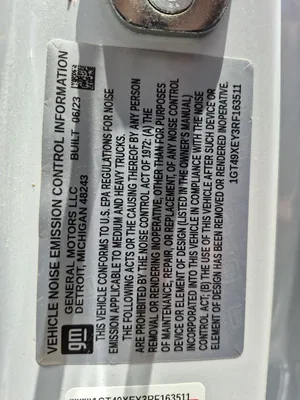 VEHICLE NOISE EMISSION CONTROL INFORMATION
GENERAL MOTORS LLC BUILT 06/23
DETROIT, MICHIGAN 48243
gm
THIS VEHICLE CONFORMS TO U.S. EPA REGULATIONS FOR NOISE
EMISSION APPLICABLE TO MEDIUM AND HEAVY TRUCKS.
THE FOLLOWING ACTS OR THE CAUSING THEREOF BY ANY PERSON
ARE PROHIBITED BY THE NOISE CONTROL ACT OF 1972: (A) THE
REMOVAL OR RENDERING INOPERATIVE, OTHER THAN FOR PURPOSES
OF MAINTENANCE, REPAIR OR REPLACEMENT, OF ANY NOISE CONTROL
DEVICE OR ELEMENT OF DESIGN (LISTED IN THE OWNER'S MANUAL)
INCORPORATED INTO THIS VEHICLE IN COMPLIANCE WITH THE NOISE
CONTROL ACT; (B) THE USE OF THIS VEHICLE AFTER SUCH DEVICE OR
ELEMENT OF DESIGN HAS BEEN REMOVED OR RENDERED INOPERATIVE.
1GT49XEY3RF163511
1GT49XEY3RF163511